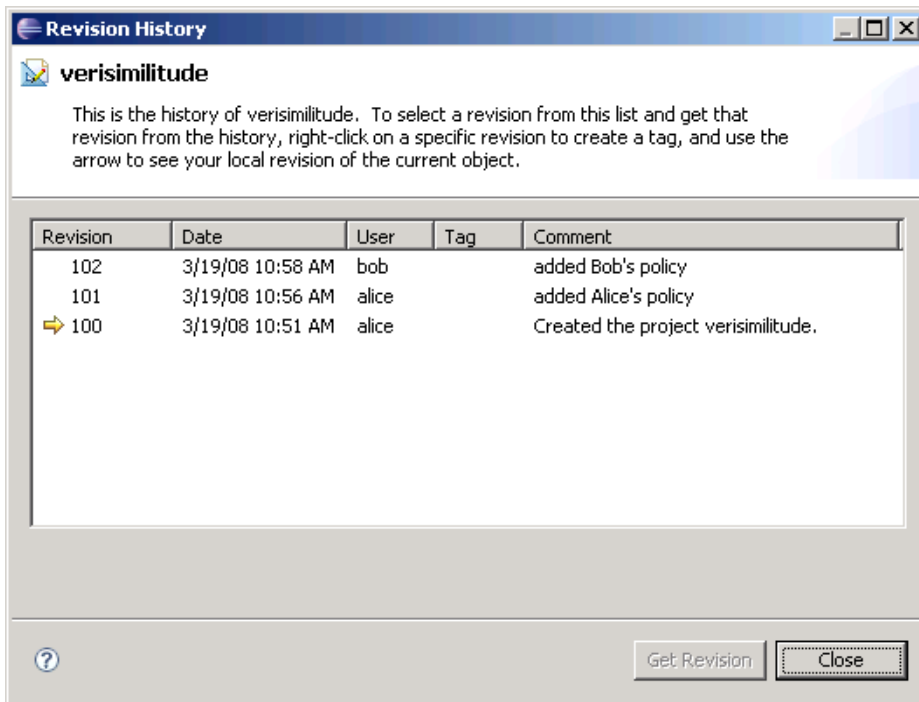 Revision History
verisimilitude
This is the history of verisimilitude.  To select a revision from this list and get that
revision from the history, right-click on a specific revision to create a tag, and use the
arrow to see your local revision of the current object.
Revision Date User Tag Comment
102 3/19/08 10:58 AM bob added Bob's policy
101 3/19/08 10:56 AM alice added Alice's policy
100 3/19/08 10:51 AM alice Created the project verisimilitude.
? Get Revision Close